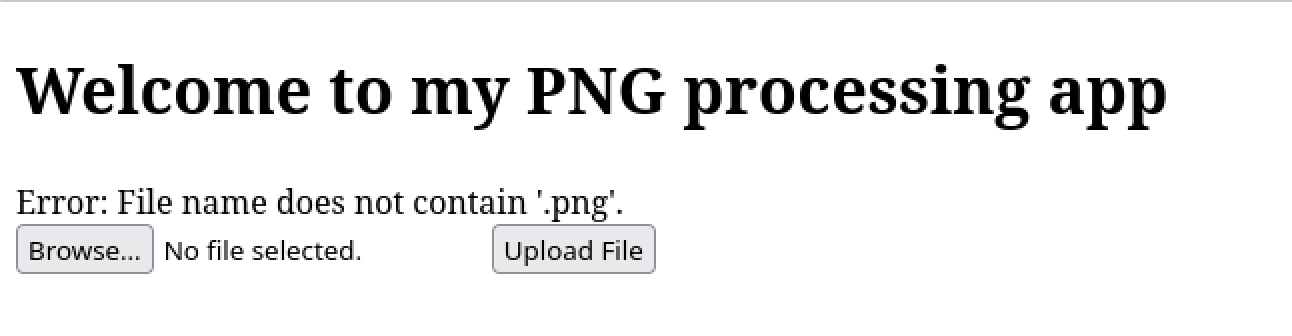 Welcome to my PNG processing app
Error: File name does not contain '.png'.
Browse... No file selected. Upload File